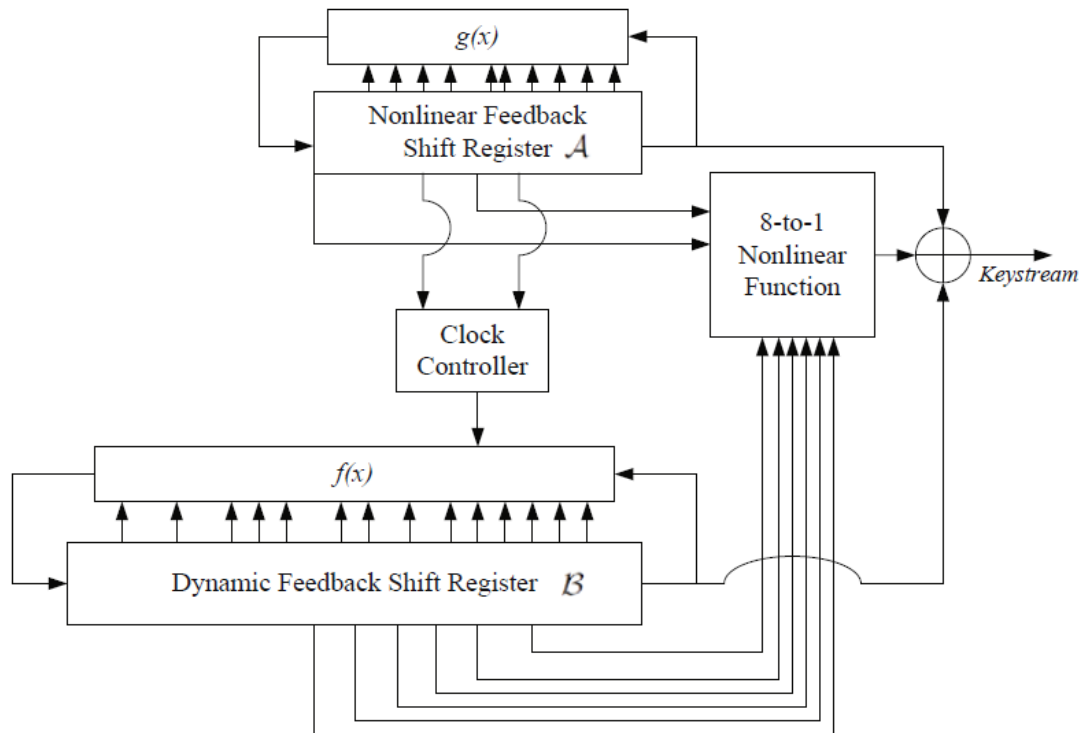 g(x)
Nonlinear Feedback
Shift Register 𝒜
8-to-1
Nonlinear
Function
Keystream
Clock
Controller
f(x)
Dynamic Feedback Shift Register ℬ